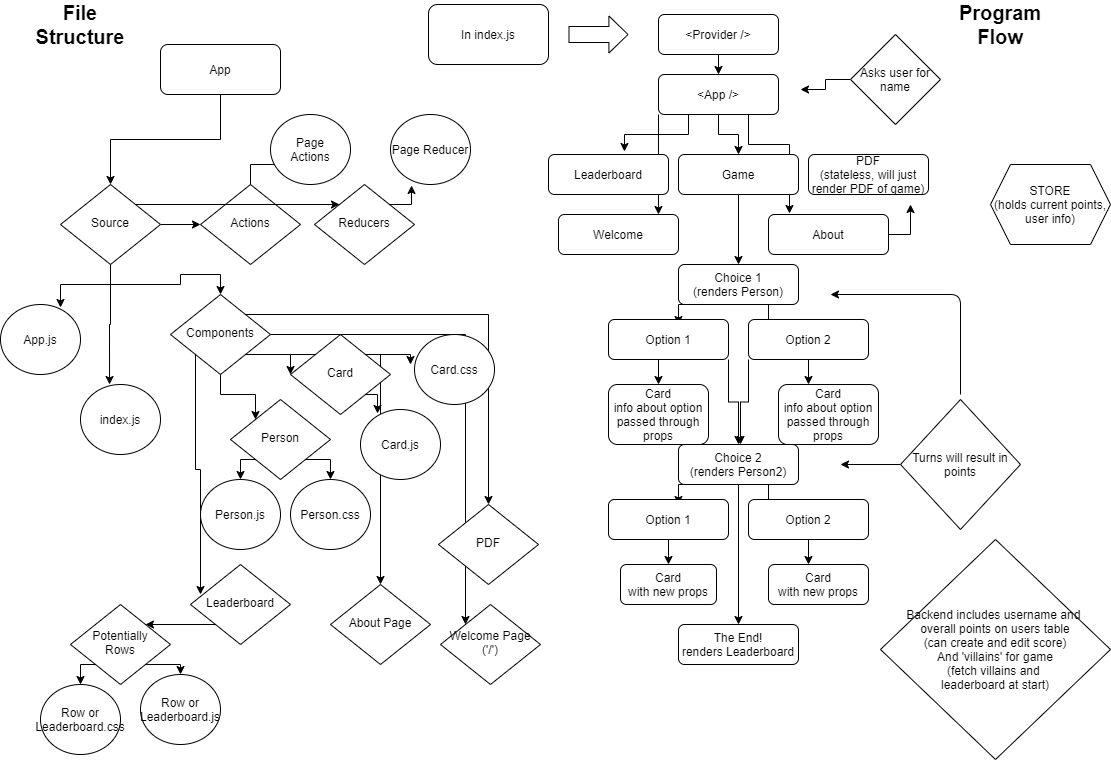 File
Structure
In index.js
<Provider />
Program
Flow
App
Asks user for
name
<App />
Page
Actions
Page Reducer
Leaderboard
Game
PDF
(stateless, will just
render PDF of game)
STORE
(holds current points,
user info)
Source
Actions
Reducers
Welcome
About
Choice 1
(renders Person)
App.js
Components
Option 1
Option 2
Card
Card.css
index.js
Card
info about option
passed through
props
Card
info about option
passed through
props
Person
Card.js
Choice 2
(renders Person2)
Turns will result in
points
Person.js
Person.css
Option 1
Option 2
PDF
Card
with new props
Card
with new props
Leaderboard
About Page
Welcome Page
('/')
Potentially
Rows
The End!
renders Leaderboard
Backend includes username and
overall points on users table
(can create and edit score)
And 'villains' for game
(fetch villains and
leaderboard at start)
Row or
Leaderboard.css
Row or
Leaderboard.js